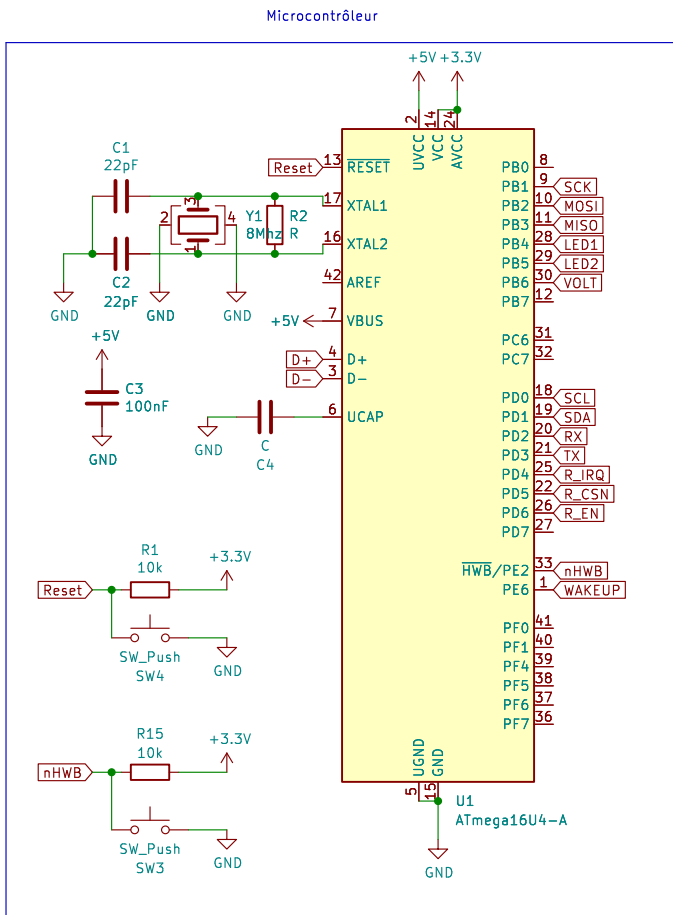 Microcontrôleur
+5V +3.3V
2 14 24
UVCC VCC AVCC
C1
22pF
Reset 13 RESET
PB0 8
PB1 9 SCK
PB2 10 MOSI
PB3 11 MISO
PB4 28 LED1
PB5 29 LED2
PB6 30 VOLT
PB7 12
3
2 4
1
Y1
8Mhz
R2
R
17 XTAL1
16 XTAL2
C2
22pF
GND GND GND
42 AREF
+5V 7 VBUS
PC6 31
PC7 32
+5V
C3
100nF
GND
D+ 4 D+
D- 3 D-
6 UCAP
GND
C
C4
PD0 18 SCL
PD1 19 SDA
PD2 20 RX
PD3 21 TX
PD4 25 R_IRQ
PD5 22 R_CSN
PD6 26 R_EN
PD7 27
HWB/PE2 33 nHWB
PE6 1 WAKEUP
PF0 41
PF1 40
PF4 39
PF5 38
PF6 37
PF7 36
R1
10k
+3.3V
Reset
SW_Push
SW4
GND
R15
10k
+3.3V
nHWB
SW_Push
SW3
GND
UGND GND
5 15
U1
ATmega16U4-A
GND